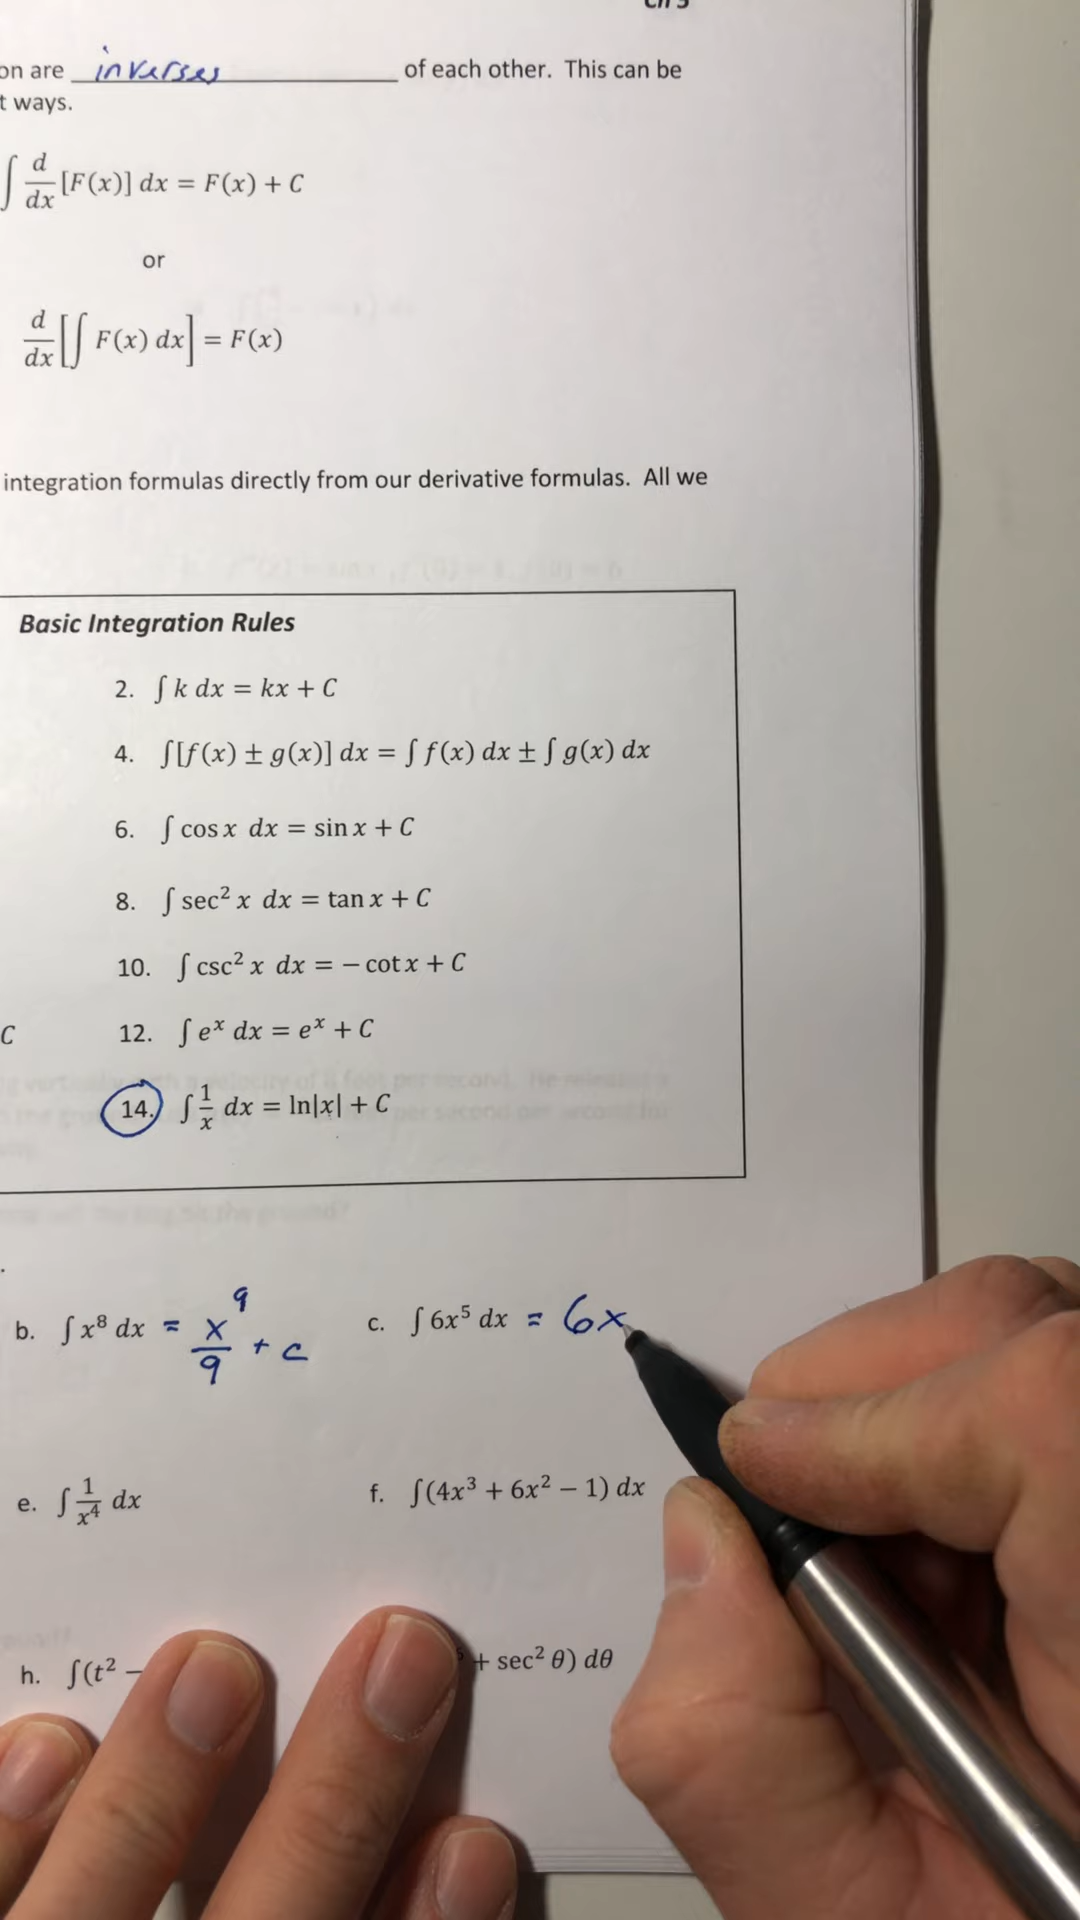 on are inverses of each other. This can be
t ways.
∫ d/dx [F(x)] dx = F(x) + C
or
d/dx [∫ F(x) dx] = F(x)
integration formulas directly from our derivative formulas. All we
Basic Integration Rules
2. ∫ k dx = kx + C
4. ∫[f(x) ± g(x)] dx = ∫ f(x) dx ± ∫ g(x) dx
6. ∫ cos x dx = sin x + C
8. ∫ sec² x dx = tan x + C
10. ∫ csc² x dx = − cot x + C
C 12. ∫ eˣ dx = eˣ + C
14. ∫ 1/x dx = ln|x| + C
b. ∫ x⁸ dx = x⁹/9 + C c. ∫ 6x⁵ dx = 6x
e. ∫ 1/x⁴ dx f. ∫(4x³ + 6x² − 1) dx
h. ∫(t² − + sec² θ) dθ